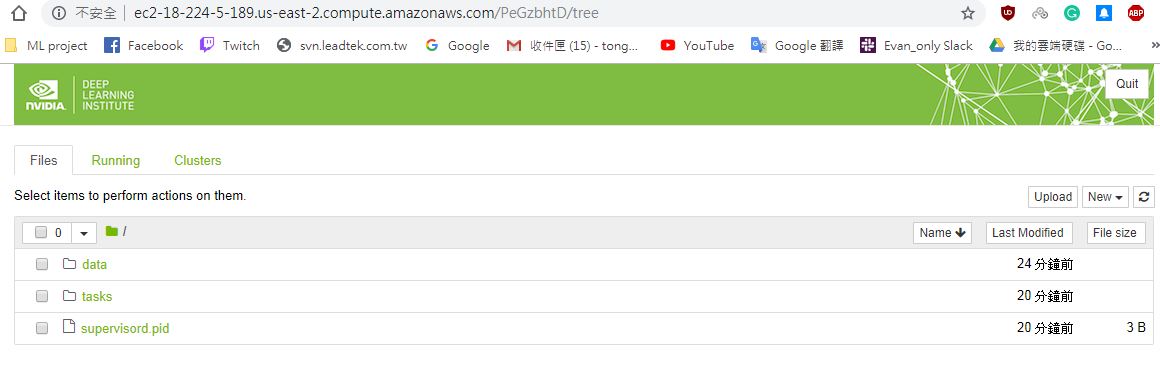 不安全 | ec2-18-224-5-189.us-east-2.compute.amazonaws.com/PeGzbhtD/tree
ML project Facebook Twitch svn.leadtek.com.tw Google 收件匣 (15) - tong... YouTube Google 翻譯 Evan_only Slack 我的雲端硬碟 - Go... »
NVIDIA. DEEP LEARNING INSTITUTE Quit
Files Running Clusters
Select items to perform actions on them. Upload New
0 / Name Last Modified File size
data 24 分鐘前
tasks 20 分鐘前
supervisord.pid 20 分鐘前 3 B